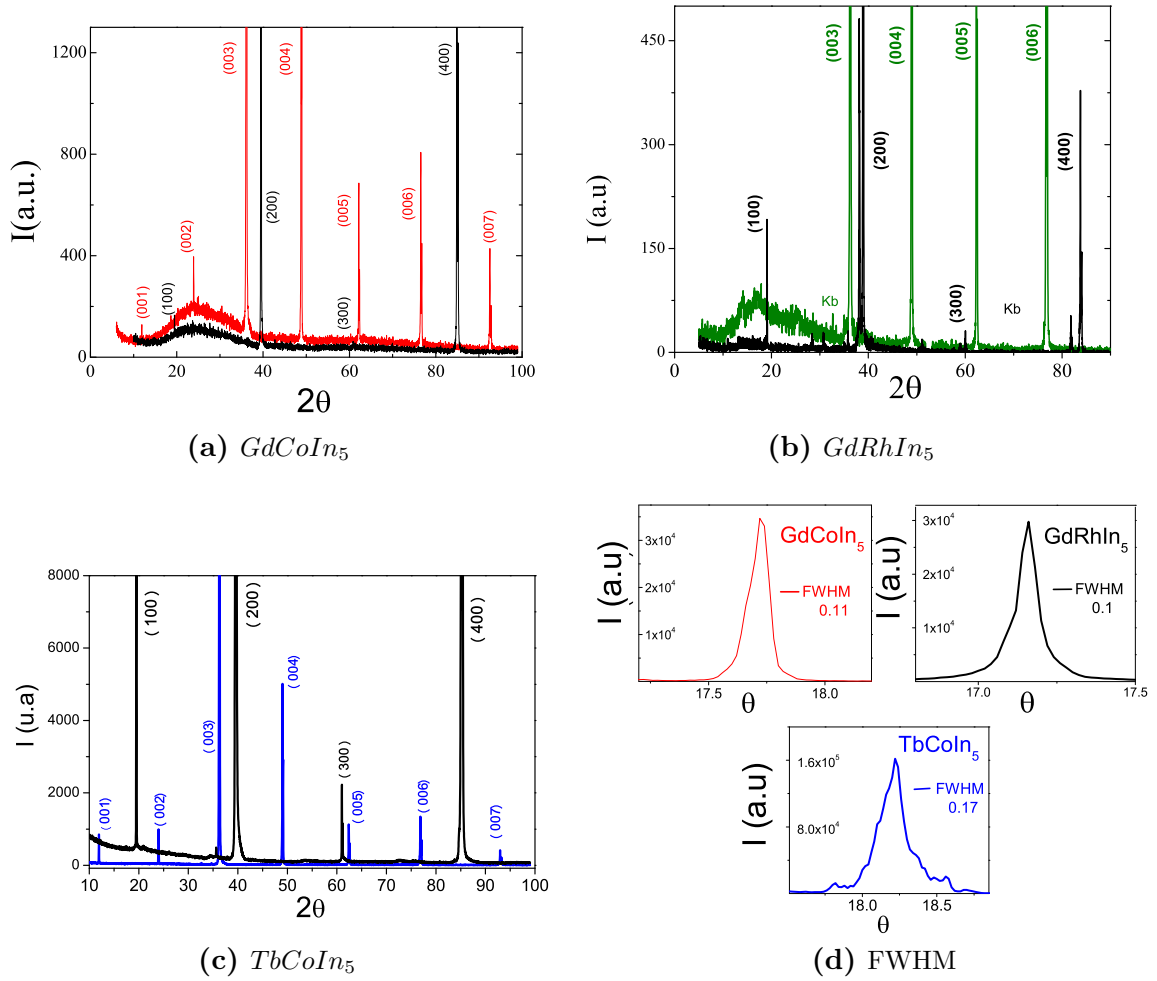 1200
800
400
0
0 20 40 60 80 100
I(a.u.)
2θ
(001)
(100)
(002)
(003)
(200)
(004)
(300)
(005)
(006)
(400)
(007)
(a) GdCoIn₅
450
300
150
0
0 20 40 60 80
I (a.u)
2θ
(100)
Kb
(003)
(200)
(004)
(300)
(005)
Kb
(006)
(400)
(b) GdRhIn₅
8000
6000
4000
2000
0
10 20 30 40 50 60 70 80 90 100
I (u.a)
2θ
(001)
(100)
(002)
(003)
(200)
(004)
(300)
(005)
(006)
(400)
(007)
(c) TbCoIn₅
3x10⁴
2x10⁴
1x10⁴
17.5 18.0
I (a.u)
θ
GdCoIn₅
FWHM
0.11
3x10⁴
2x10⁴
1x10⁴
17.0 17.5
I (a.u)
θ
GdRhIn₅
FWHM
0.1
1.6x10⁵
8.0x10⁴
18.0 18.5
I (a.u)
θ
TbCoIn₅
FWHM
0.17
(d) FWHM